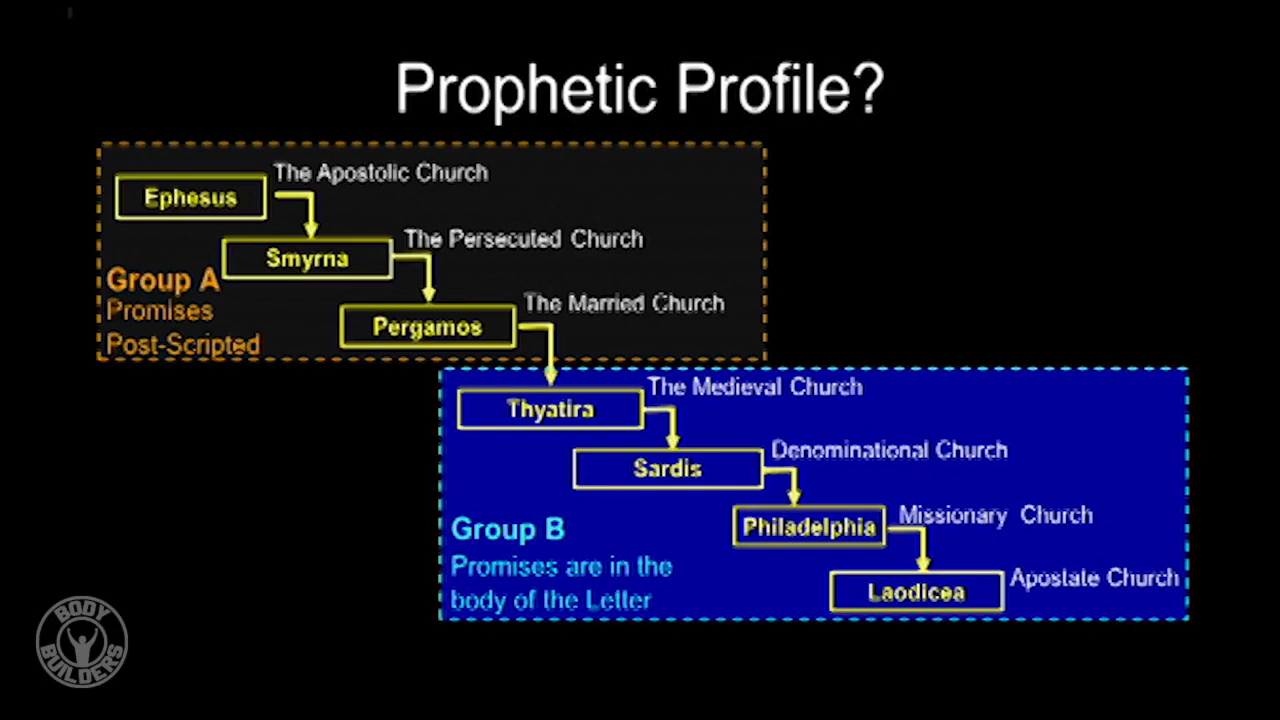 Prophetic Profile?
Ephesus
The Apostolic Church
Smyrna
The Persecuted Church
Group A
Promises
Post-Scripted
Pergamos
The Married Church
Thyatira
The Medieval Church
Sardis
Denominational Church
Group B
Promises are in the
body of the Letter
Philadelphia
Missionary Church
Laodicea
Apostate Church
BODY
BUILDERS